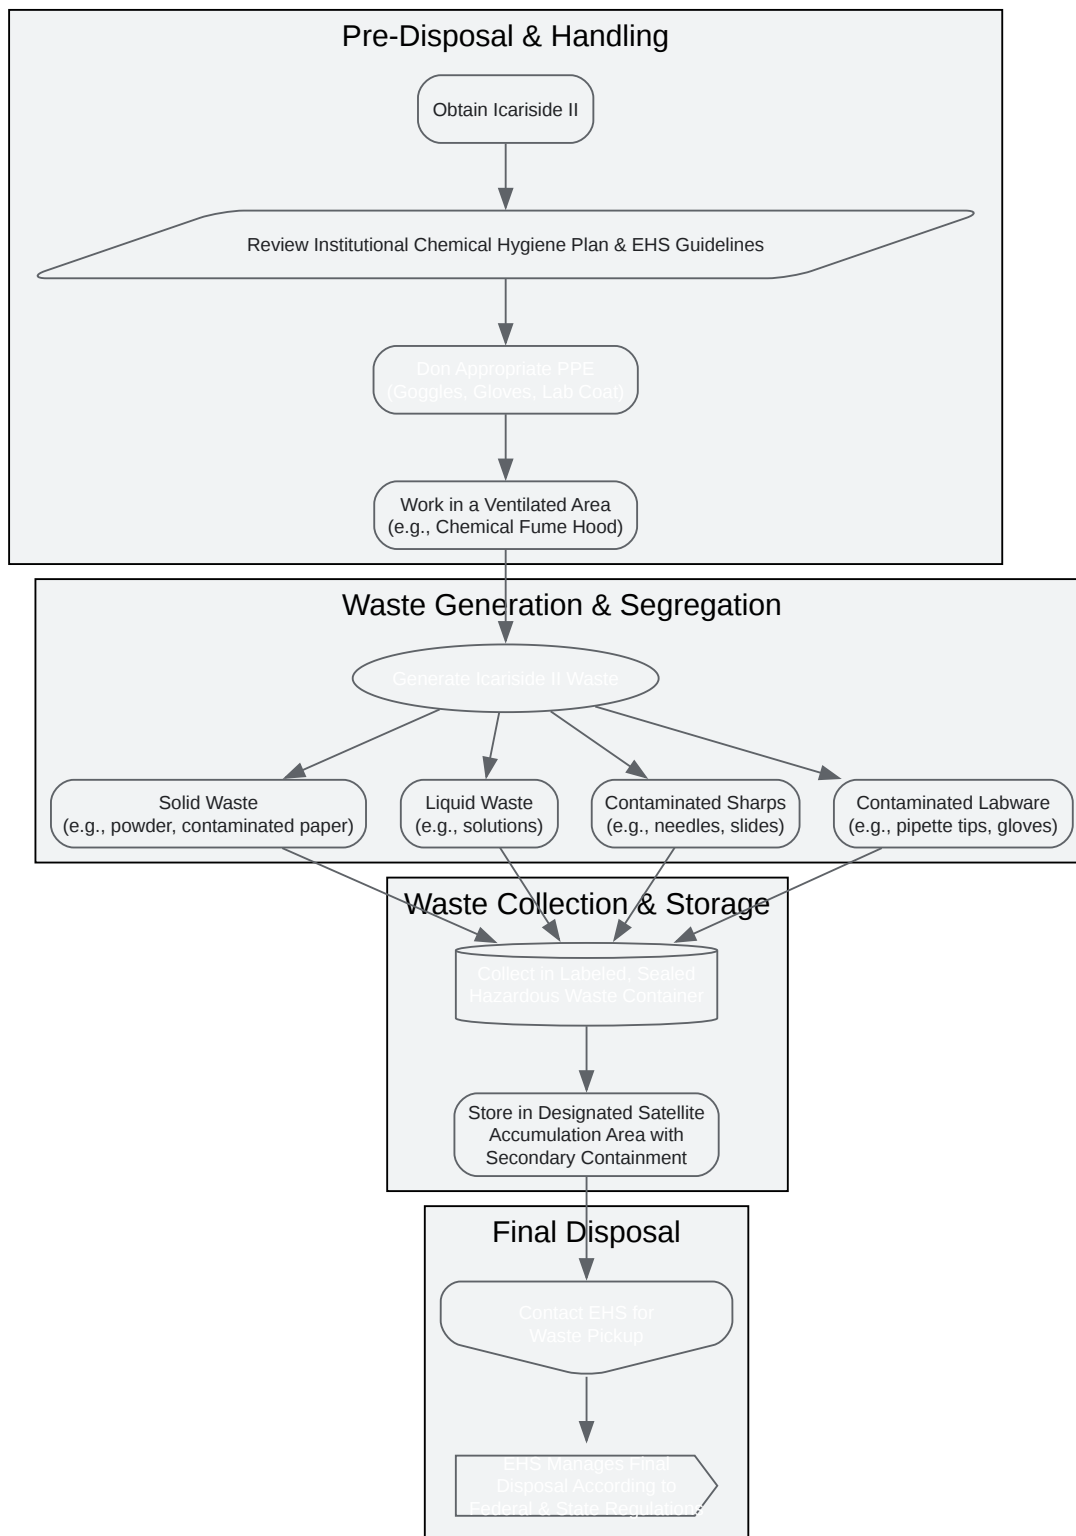 Pre-Disposal & Handling
Obtain Icariside II
Review Institutional Chemical Hygiene Plan & EHS Guidelines
Don Appropriate PPE
(Goggles, Gloves, Lab Coat)
Work in a Ventilated Area
(e.g., Chemical Fume Hood)
Waste Generation & Segregation
Generate Icariside II Waste
Solid Waste
(e.g., powder, contaminated paper)
Liquid Waste
(e.g., solutions)
Contaminated Sharps
(e.g., needles, slides)
Contaminated Labware
(e.g., pipette tips, gloves)
Waste Collection & Storage
Collect in Labeled, Sealed
Hazardous Waste Container
Store in Designated Satellite
Accumulation Area with
Secondary Containment
Final Disposal
Contact EHS for
Waste Pickup
EHS Manages Final
Disposal According to
Federal & State Regulations